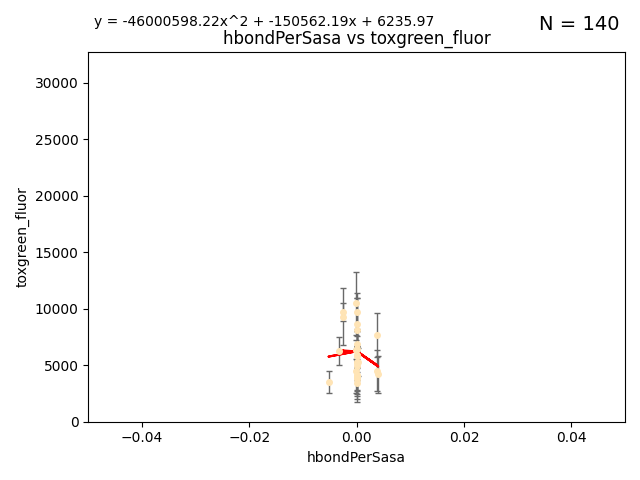 y = -46000598.22x^2 + -150562.19x + 6235.97
N = 140
hbondPerSasa vs toxgreen_fluor
30000
25000
20000
15000
10000
5000
0
toxgreen_fluor
−0.04
−0.02
0.00
0.02
0.04
hbondPerSasa